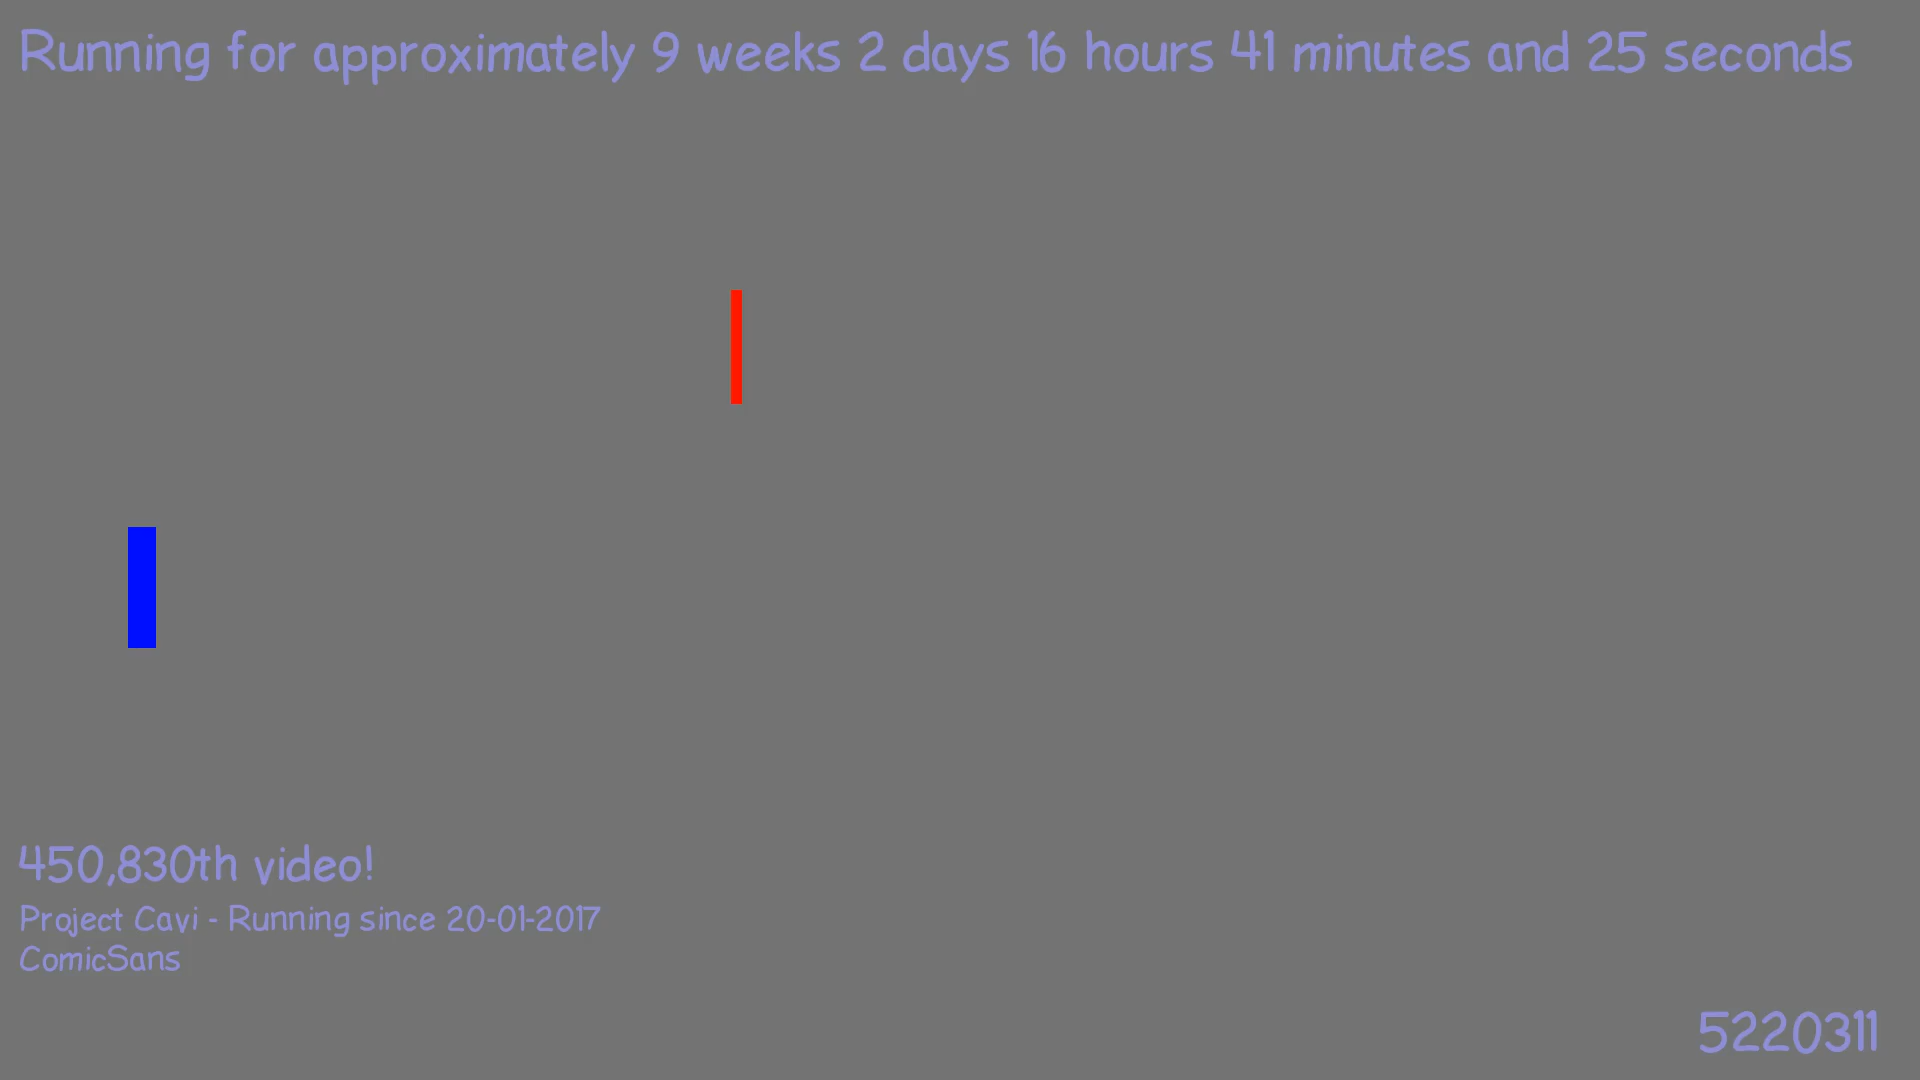 Running for approximately 9 weeks 2 days 16 hours 41 minutes and 25 seconds
450,830th video!
Project Cavi - Running since 20-01-2017
ComicSans
5220311